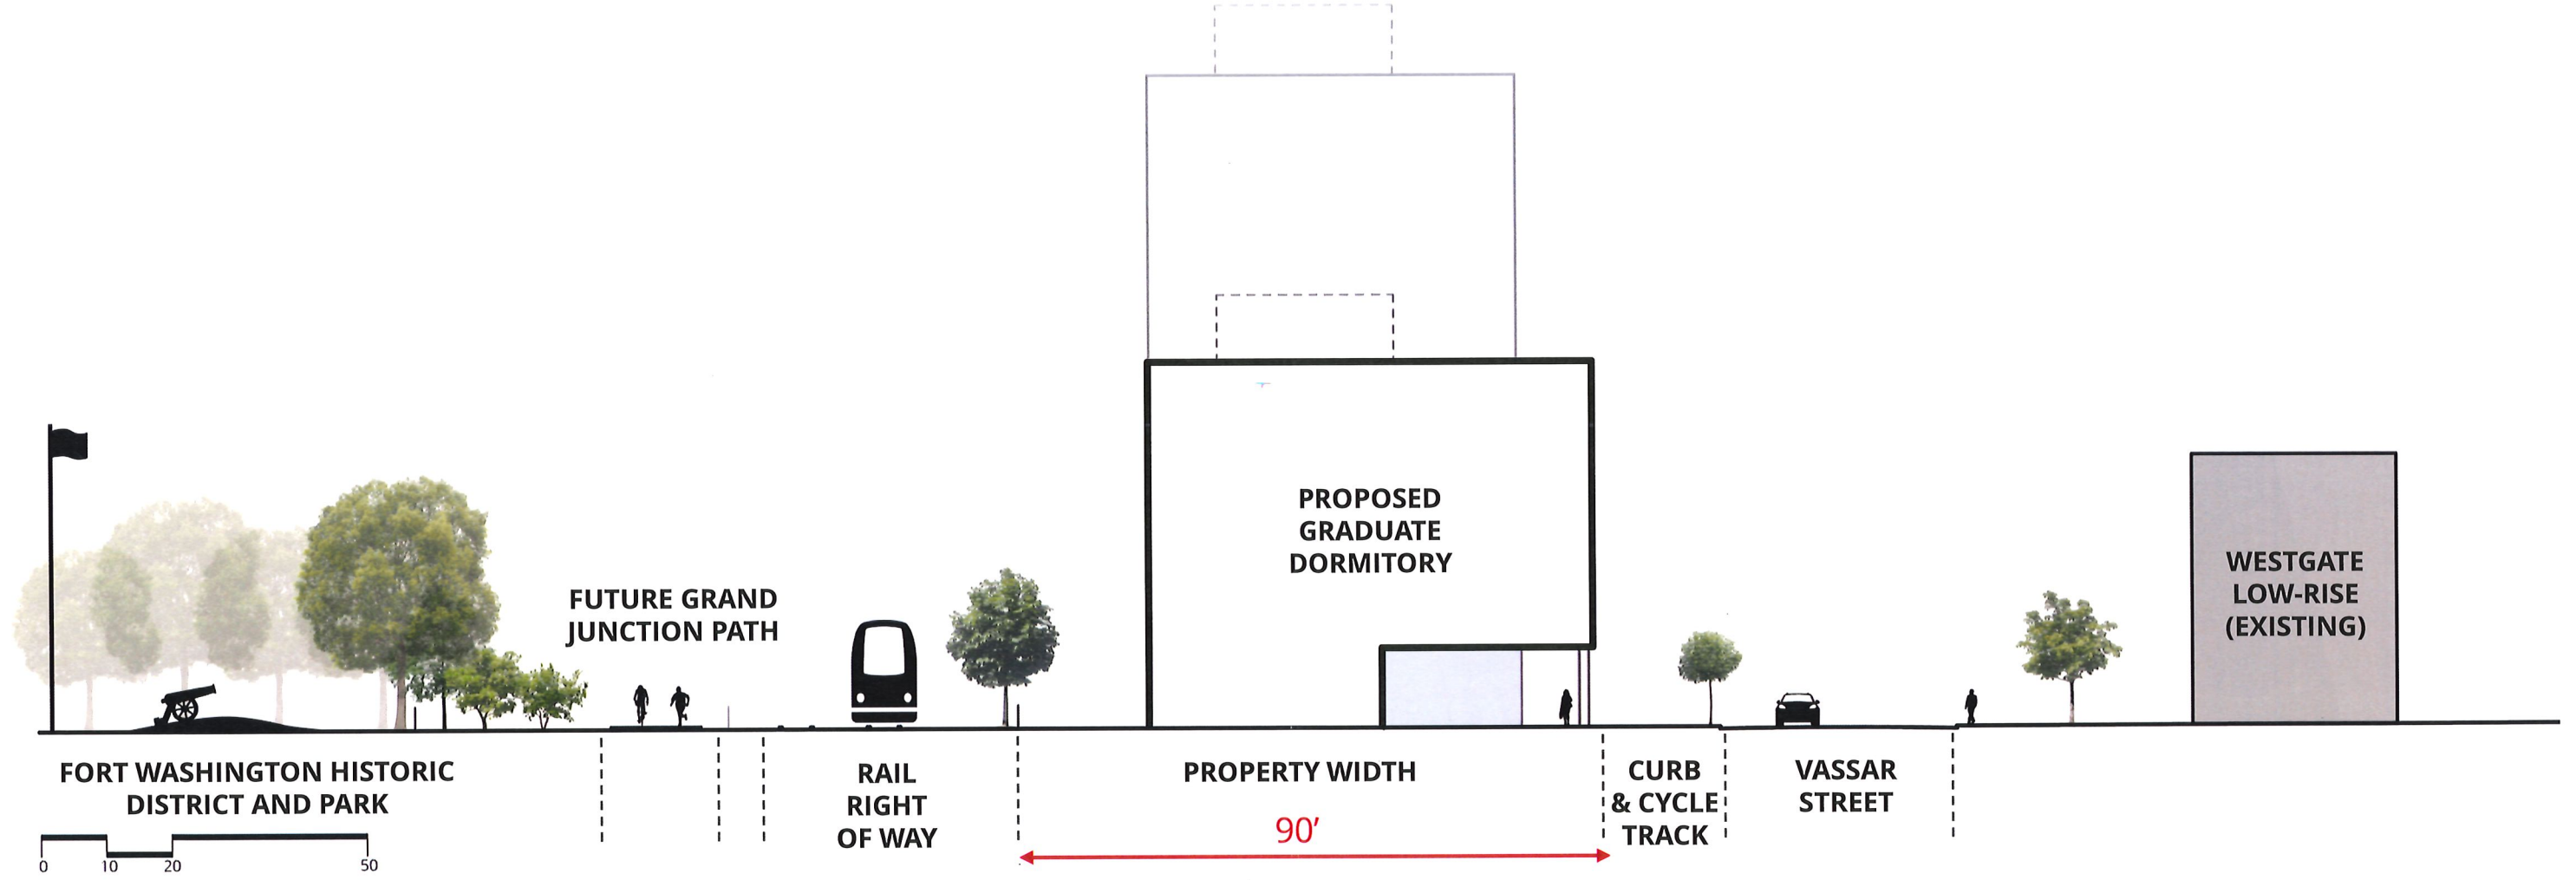 PROPOSED
GRADUATE
DORMITORY
WESTGATE
LOW-RISE
(EXISTING)
FUTURE GRAND
JUNCTION PATH
FORT WASHINGTON HISTORIC
DISTRICT AND PARK
RAIL
RIGHT
OF WAY
PROPERTY WIDTH
90’
CURB
& CYCLE
TRACK
VASSAR
STREET
0 10 20 50